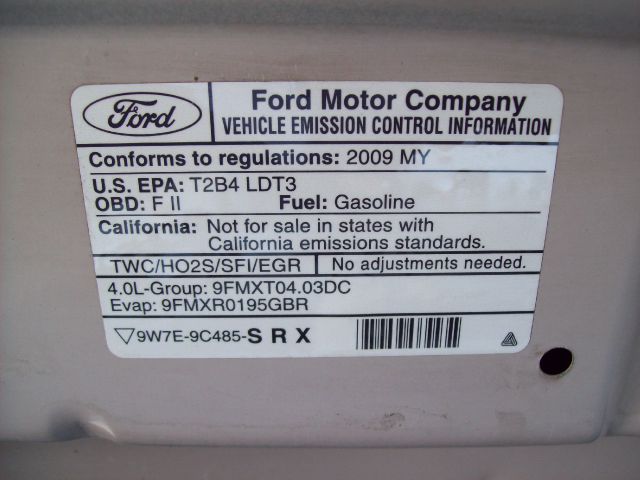 Ford
Ford Motor Company
VEHICLE EMISSION CONTROL INFORMATION
Conforms to regulations: 2009 MY
U.S. EPA: T2B4 LDT3
OBD: F II Fuel: Gasoline
California: Not for sale in states with
California emissions standards.
TWC/HO2S/SFI/EGR No adjustments needed.
4.0L-Group: 9FMXT04.03DC
Evap: 9FMXR0195GBR
9W7E-9C485-SRX